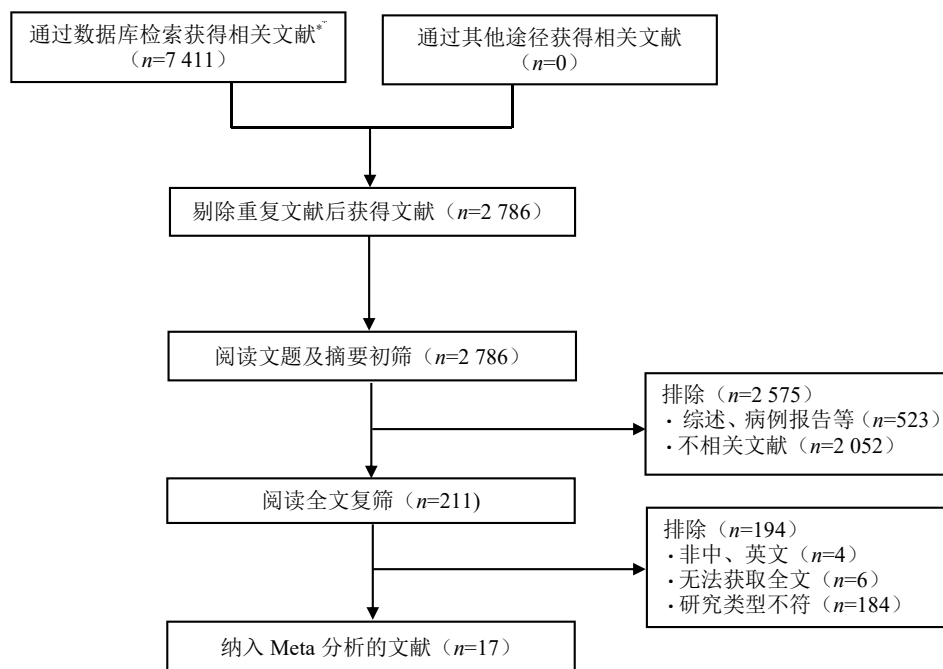 通过数据库检索获得相关文献*
（n=7 411）
通过其他途径获得相关文献
（n=0）
剔除重复文献后获得文献（n=2 786）
阅读文题及摘要初筛（n=2 786）
排除（n=2 575）
· 综述、病例报告等（n=523）
· 不相关文献（n=2 052）
阅读全文复筛（n=211)
排除（n=194）
· 非中、英文（n=4）
· 无法获取全文（n=6）
· 研究类型不符（n=184）
纳入 Meta 分析的文献（n=17）